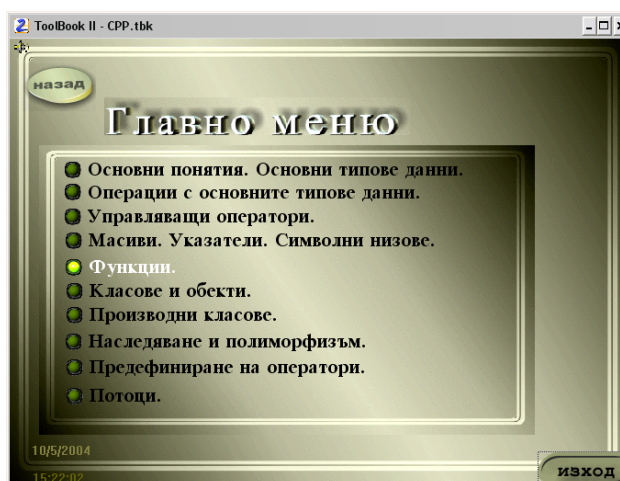 ToolBook II - CPP.tbk
назад
Главно меню
Основни понятия. Основни типове данни.
Операции с основните типове данни.
Управляващи оператори.
Масиви. Указатели. Символни низове.
Функции.
Класове и обекти.
Производни класове.
Наследяване и полиморфизъм.
Предефиниране на оператори.
Потоци.
10/5/2004
15:22:02
изход